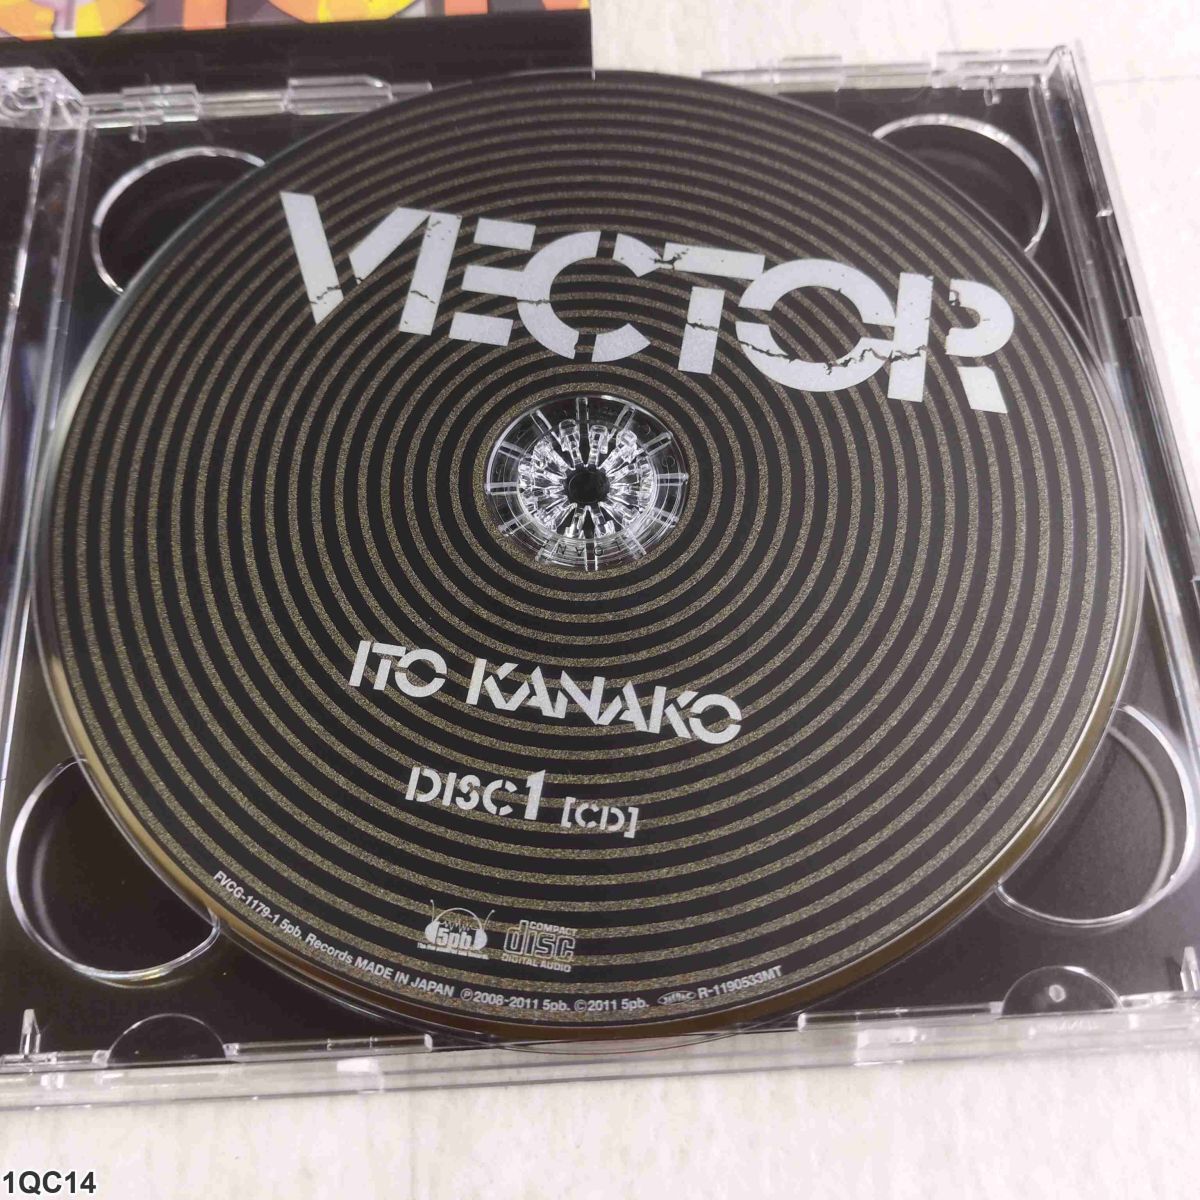 VECTOR
ITO KANAKO
DISC1 [CD]
5pb.
COMPACT
disc
DIGITAL AUDIO
FVCG-1179-1 5pb. Records MADE IN JAPAN ℗2008-2011 5pb. ©2011 5pb. R-1190533MT
1QC14